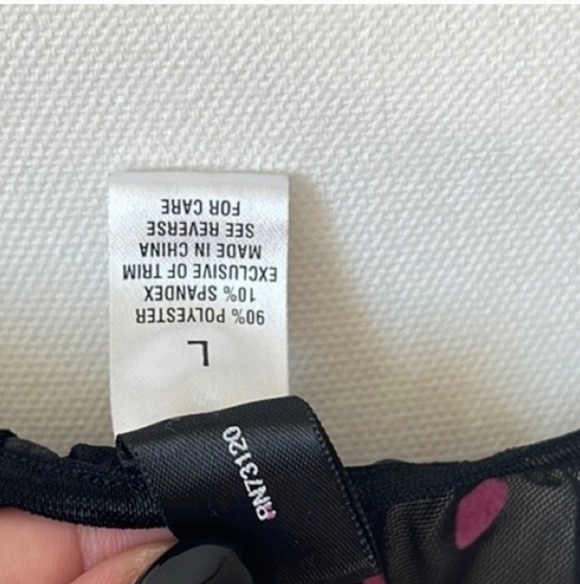 L
90% POLYESTER
10% SPANDEX
EXCLUSIVE OF TRIM
MADE IN CHINA
SEE REVERSE
FOR CARE
RN73120